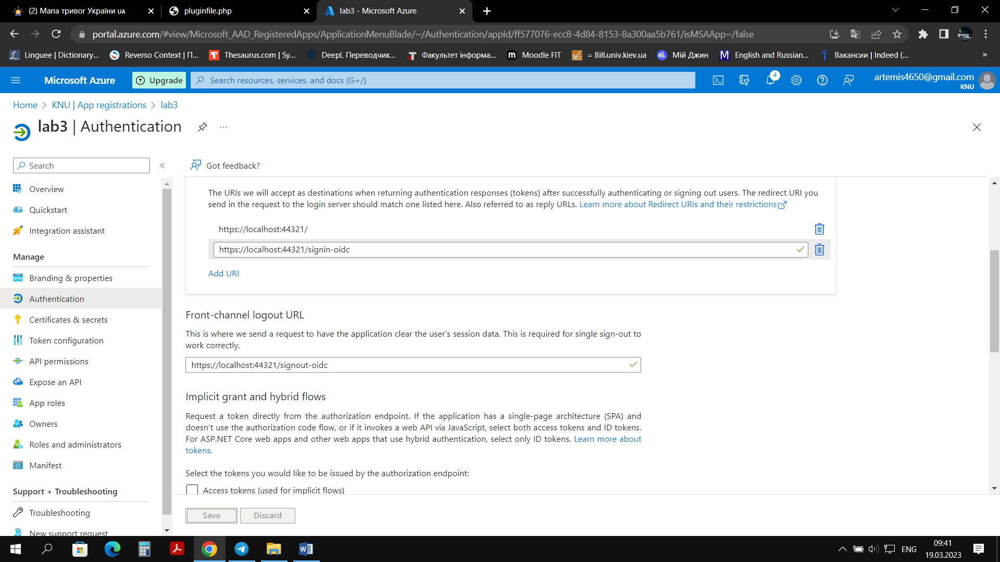 (2) Мапа тривог України UA
pluginfile.php
lab3 - Microsoft Azure
portal.azure.com/#view/Microsoft_AAD_RegisteredApps/ApplicationMenuBlade/~/Authentication/appId/ff577076-ecc8-4d84-8153-8a300aa5b761/isMSAApp~/false
Linguee | Dictionary...
Reverso Context | П...
Thesaurus.com | Sy...
DeepL Переводчик...
Факультет інформа...
Moodle FIT
= Bill.univ.kiev.ua
Мій Джин
English and Russian...
Вакансии | Indeed (...
»
Microsoft Azure
Upgrade
Search resources, services, and docs (G+/)
4
artemis4650@gmail.com
KNU
Home > KNU | App registrations > lab3
lab3 | Authentication
Search
Got feedback?
Overview
Quickstart
Integration assistant
Manage
Branding & properties
Authentication
Certificates & secrets
Token configuration
API permissions
Expose an API
App roles
Owners
Roles and administrators
Manifest
Support + Troubleshooting
Troubleshooting
New support request
The URIs we will accept as destinations when returning authentication responses (tokens) after successfully authenticating or signing out users. The redirect URI you
send in the request to the login server should match one listed here. Also referred to as reply URLs. Learn more about Redirect URIs and their restrictions
https://localhost:44321/
https://localhost:44321/signin-oidc
Add URI
Front-channel logout URL
This is where we send a request to have the application clear the user's session data. This is required for single sign-out to
work correctly.
https://localhost:44321/signout-oidc
Implicit grant and hybrid flows
Request a token directly from the authorization endpoint. If the application has a single-page architecture (SPA) and
doesn't use the authorization code flow, or if it invokes a web API via JavaScript, select both access tokens and ID tokens.
For ASP.NET Core web apps and other web apps that use hybrid authentication, select only ID tokens. Learn more about
tokens.
Select the tokens you would like to be issued by the authorization endpoint:
Access tokens (used for implicit flows)
Save
Discard
ENG
09:41
19.03.2023